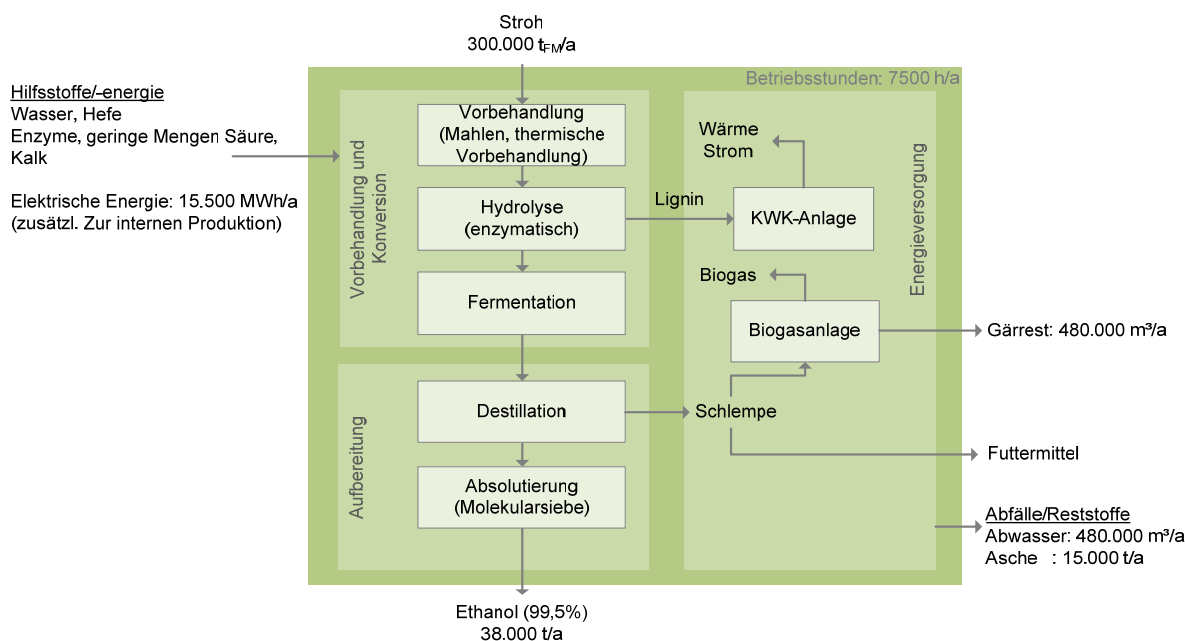 Stroh
300.000 tFM/a
Betriebsstunden: 7500 h/a
Hilfsstoffe/-energie
Wasser, Hefe
Enzyme, geringe Mengen Säure,
Kalk
Elektrische Energie: 15.500 MWh/a
(zusätzl. Zur internen Produktion)
Vorbehandlung und
Konversion
Vorbehandlung
(Mahlen, thermische
Vorbehandlung)
Hydrolyse
(enzymatisch)
Fermentation
Lignin
Wärme
Strom
KWK-Anlage
Energieversorgung
Biogas
Biogasanlage
Gärrest: 480.000 m³/a
Aufbereitung
Destillation
Schlempe
Absolutierung
(Molekularsiebe)
Futtermittel
Abfälle/Reststoffe
Abwasser: 480.000 m³/a
Asche : 15.000 t/a
Ethanol (99,5%)
38.000 t/a